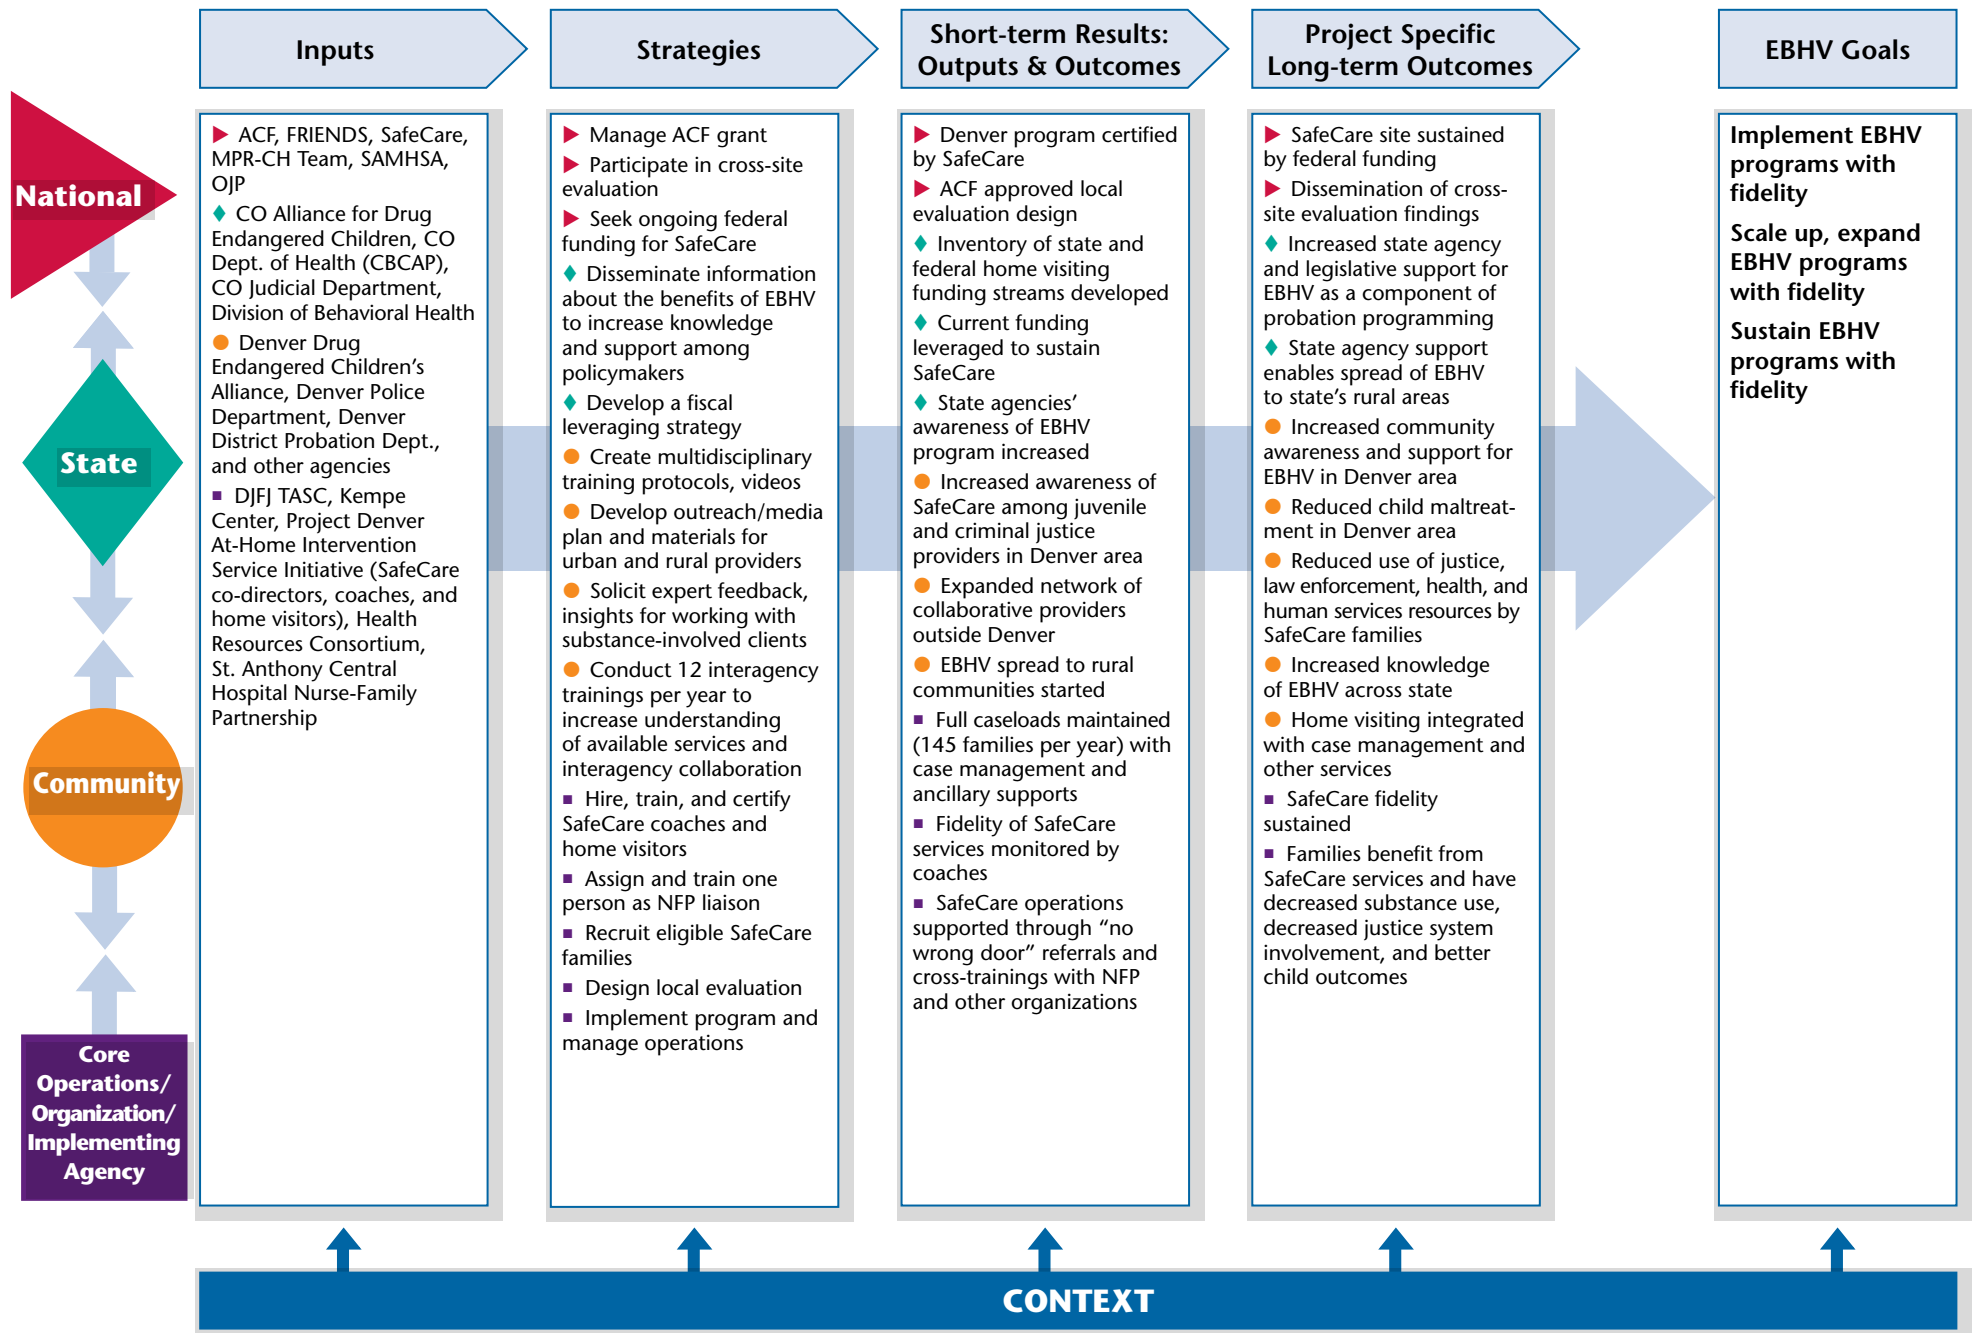 Inputs
Strategies
Short-term Results:
Outputs & Outcomes
Project Specific
Long-term Outcomes
EBHV Goals
National
State
Community
Core
Operations/
Organization/
Implementing
Agency
▶ ACF, FRIENDS, SafeCare,
MPR-CH Team, SAMHSA,
OJP
♦ CO Alliance for Drug
Endangered Children, CO
Dept. of Health (CBCAP),
CO Judicial Department,
Division of Behavioral Health
● Denver Drug
Endangered Children’s
Alliance, Denver Police
Department, Denver
District Probation Dept.,
and other agencies
■ DJFJ TASC, Kempe
Center, Project Denver
At-Home Intervention
Service Initiative (SafeCare
co-directors, coaches, and
home visitors), Health
Resources Consortium,
St. Anthony Central
Hospital Nurse-Family
Partnership
▶ Manage ACF grant
▶ Participate in cross-site
evaluation
▶ Seek ongoing federal
funding for SafeCare
♦ Disseminate information
about the benefits of EBHV
to increase knowledge
and support among
policymakers
♦ Develop a fiscal
leveraging strategy
● Create multidisciplinary
training protocols, videos
● Develop outreach/media
plan and materials for
urban and rural providers
● Solicit expert feedback,
insights for working with
substance-involved clients
● Conduct 12 interagency
trainings per year to
increase understanding
of available services and
interagency collaboration
■ Hire, train, and certify
SafeCare coaches and
home visitors
■ Assign and train one
person as NFP liaison
■ Recruit eligible SafeCare
families
■ Design local evaluation
■ Implement program and
manage operations
▶ Denver program certified
by SafeCare
▶ ACF approved local
evaluation design
♦ Inventory of state and
federal home visiting
funding streams developed
♦ Current funding
leveraged to sustain
SafeCare
♦ State agencies’
awareness of EBHV
program increased
● Increased awareness of
SafeCare among juvenile
and criminal justice
providers in Denver area
● Expanded network of
collaborative providers
outside Denver
● EBHV spread to rural
communities started
■ Full caseloads maintained
(145 families per year) with
case management and
ancillary supports
■ Fidelity of SafeCare
services monitored by
coaches
■ SafeCare operations
supported through “no
wrong door” referrals and
cross-trainings with NFP
and other organizations
▶ SafeCare site sustained
by federal funding
▶ Dissemination of cross-
site evaluation findings
♦ Increased state agency
and legislative support for
EBHV as a component of
probation programming
♦ State agency support
enables spread of EBHV
to state’s rural areas
● Increased community
awareness and support for
EBHV in Denver area
● Reduced child maltreat-
ment in Denver area
● Reduced use of justice,
law enforcement, health, and
human services resources by
SafeCare families
● Increased knowledge
of EBHV across state
● Home visiting integrated
with case management and
other services
■ SafeCare fidelity
sustained
■ Families benefit from
SafeCare services and have
decreased substance use,
decreased justice system
involvement, and better
child outcomes
Implement EBHV
programs with
fidelity
Scale up, expand
EBHV programs
with fidelity
Sustain EBHV
programs with
fidelity
CONTEXT